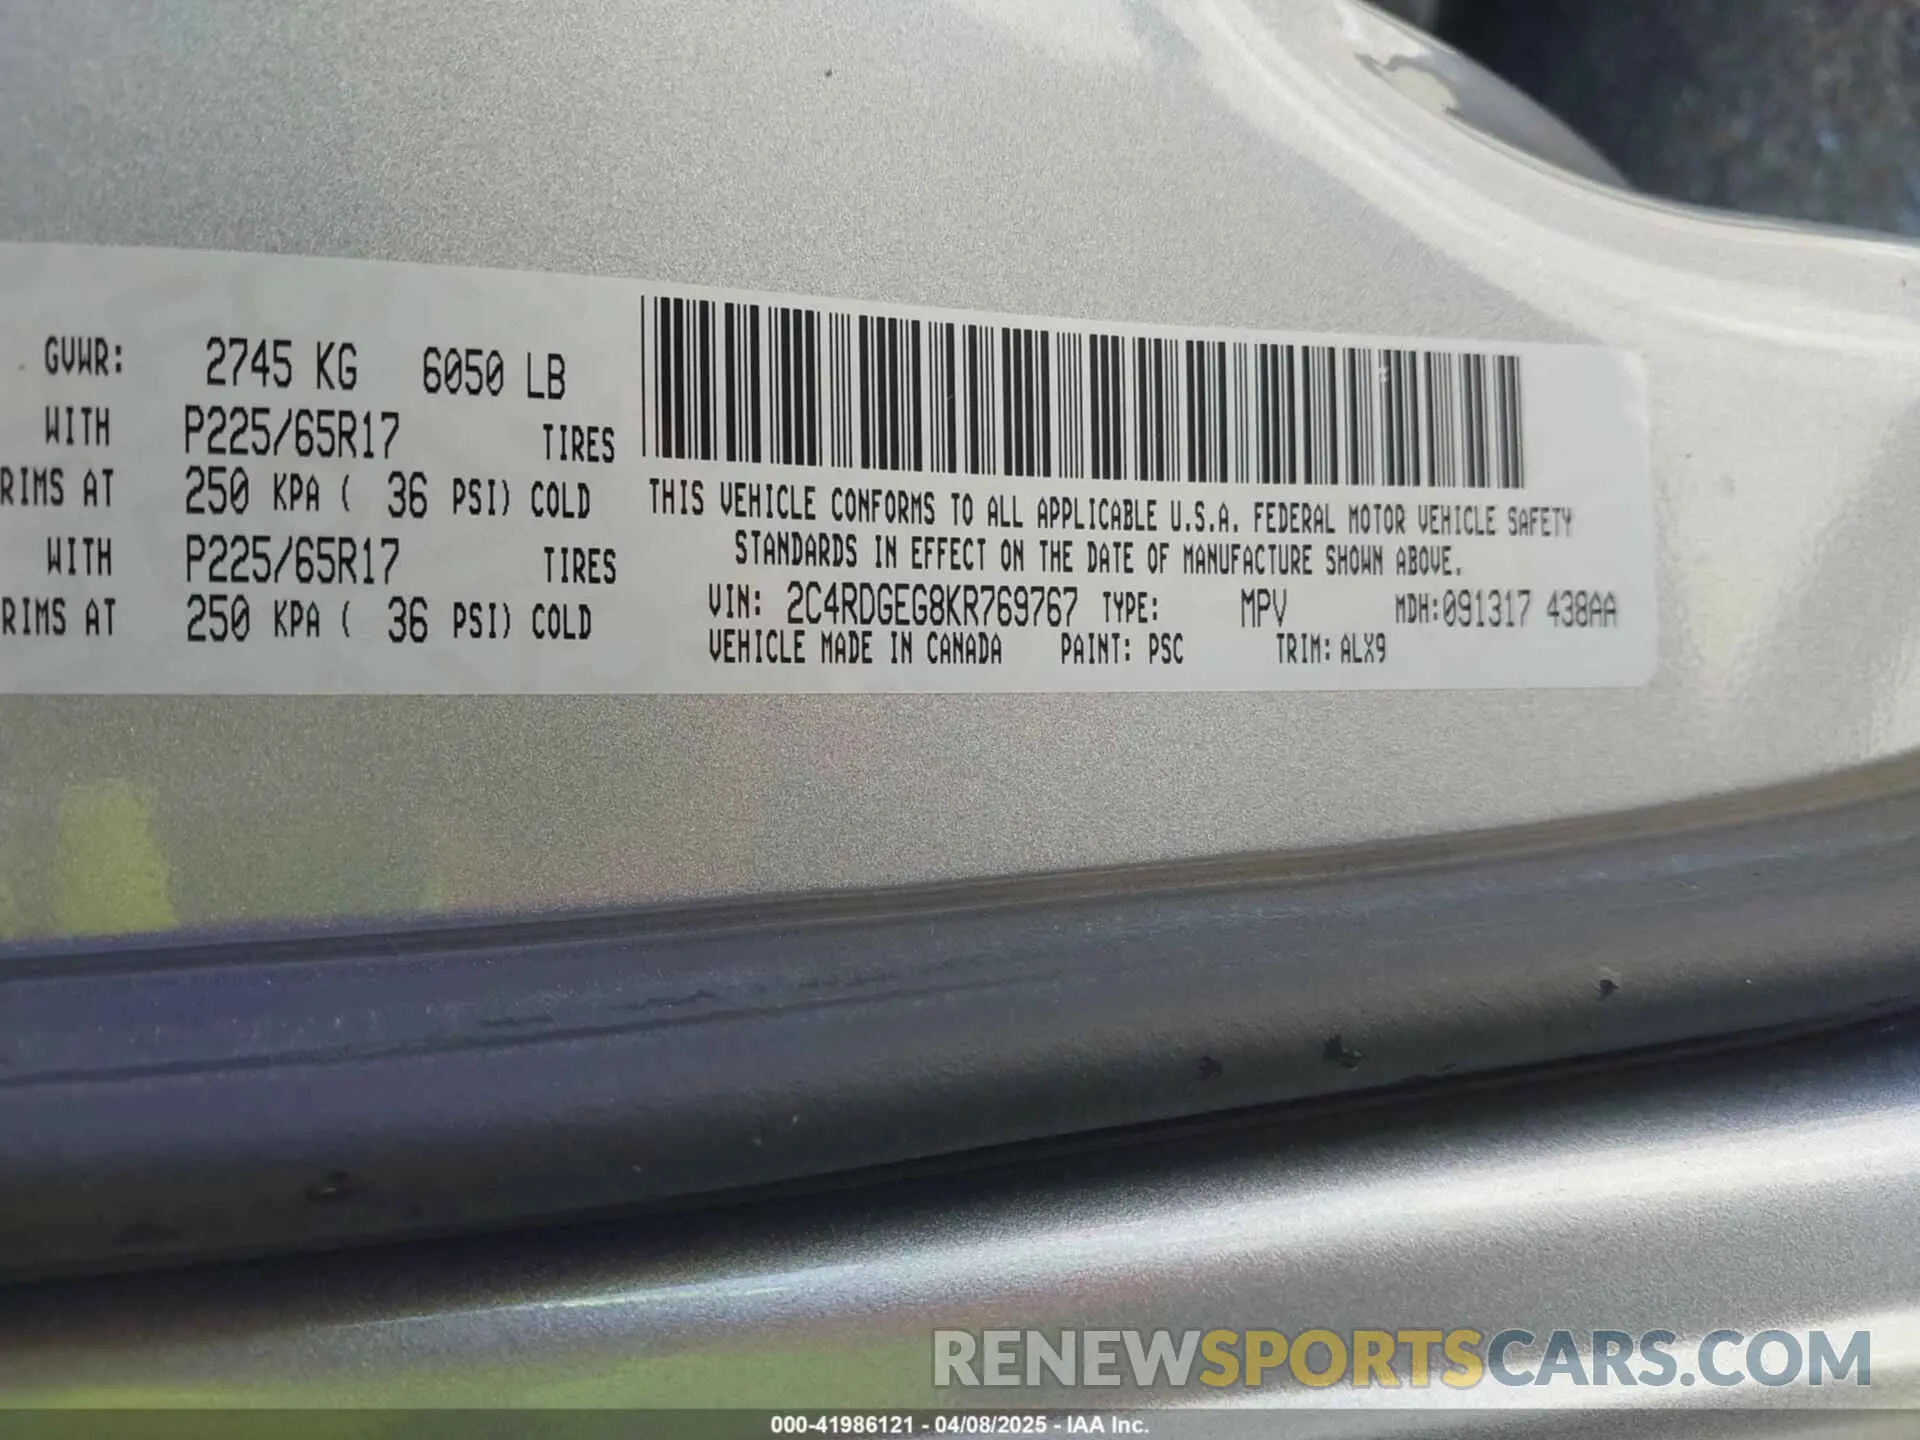 GVWR: 2745 KG 6050 LB
WITH P225/65R17 TIRES
RIMS AT 250 KPA ( 36 PSI) COLD
WITH P225/65R17 TIRES
RIMS AT 250 KPA ( 36 PSI) COLD
THIS VEHICLE CONFORMS TO ALL APPLICABLE U.S.A. FEDERAL MOTOR VEHICLE SAFETY
STANDARDS IN EFFECT ON THE DATE OF MANUFACTURE SHOWN ABOVE.
VIN: 2C4RDGEG8KR769767 TYPE: MPV MDH:091317 438AA
VEHICLE MADE IN CANADA PAINT: PSC TRIM: ALX9
RENEWSPORTSCARS.COM
000-41986121 - 04/08/2025 - IAA Inc.